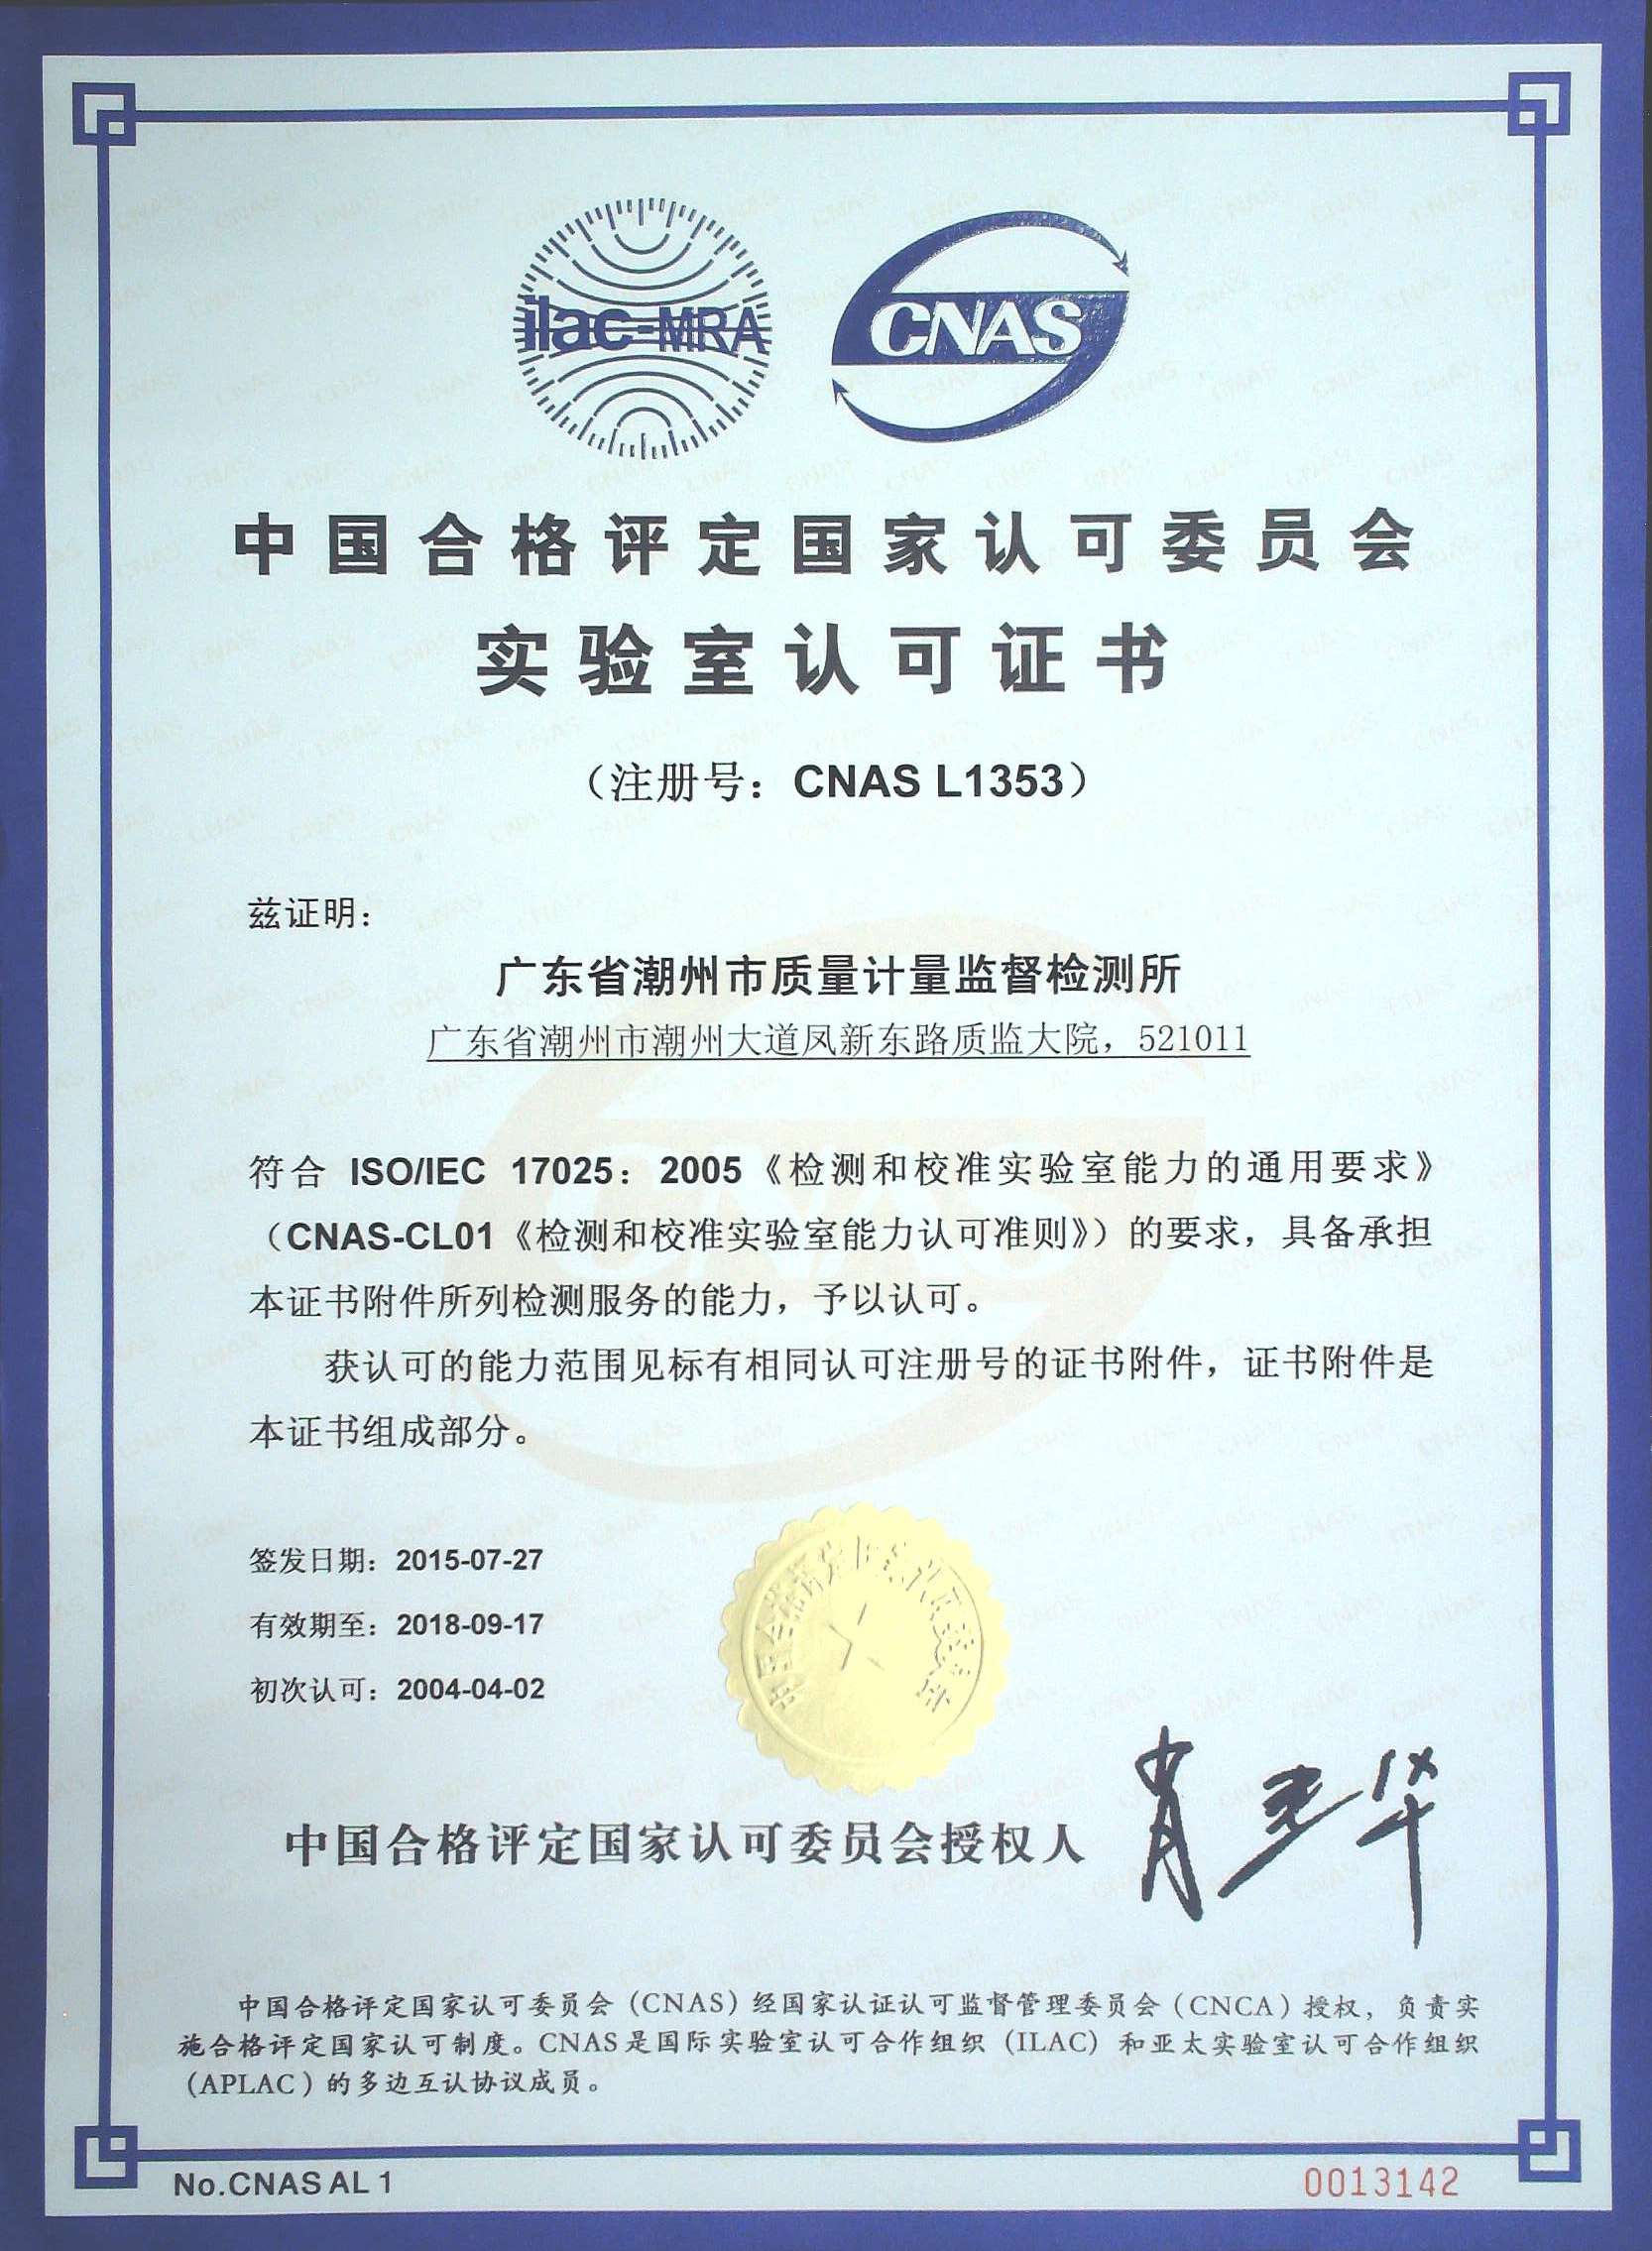 ilac-MRA
CNAS
中国合格评定国家认可委员会
实验室认可证书
（注册号：CNAS L1353）
兹证明：
广东省潮州市质量计量监督检测所
广东省潮州市潮州大道凤新东路质监大院，521011
符合 ISO/IEC 17025：2005《检测和校准实验室能力的通用要求》
（CNAS-CL01《检测和校准实验室能力认可准则》）的要求，具备承担
本证书附件所列检测服务的能力，予以认可。
获认可的能力范围见标有相同认可注册号的证书附件，证书附件是
本证书组成部分。
签发日期：2015-07-27
有效期至：2018-09-17
初次认可：2004-04-02
中国合格评定国家认可委员会
中国合格评定国家认可委员会授权人
中国合格评定国家认可委员会（CNAS）经国家认证认可监督管理委员会（CNCA）授权，负责实
施合格评定国家认可制度。CNAS是国际实验室认可合作组织（ILAC）和亚太实验室认可合作组织
（APLAC）的多边互认协议成员。
No.CNAS AL 1
0013142